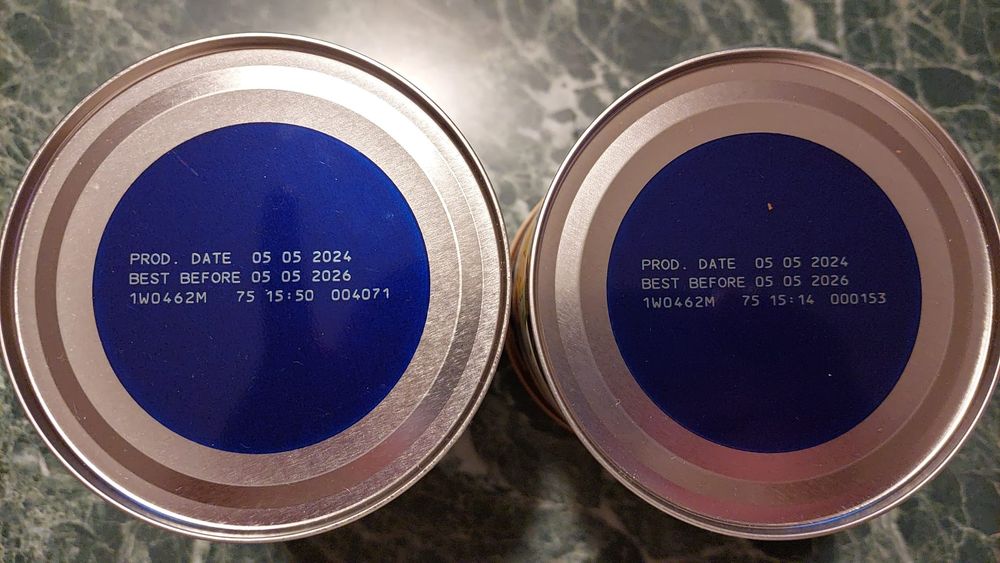 PROD. DATE 05 05 2024
BEST BEFORE 05 05 2026
1W0462M 75 15:50 004071
PROD. DATE 05 05 2024
BEST BEFORE 05 05 2026
1W0462M 75 15:14 000153